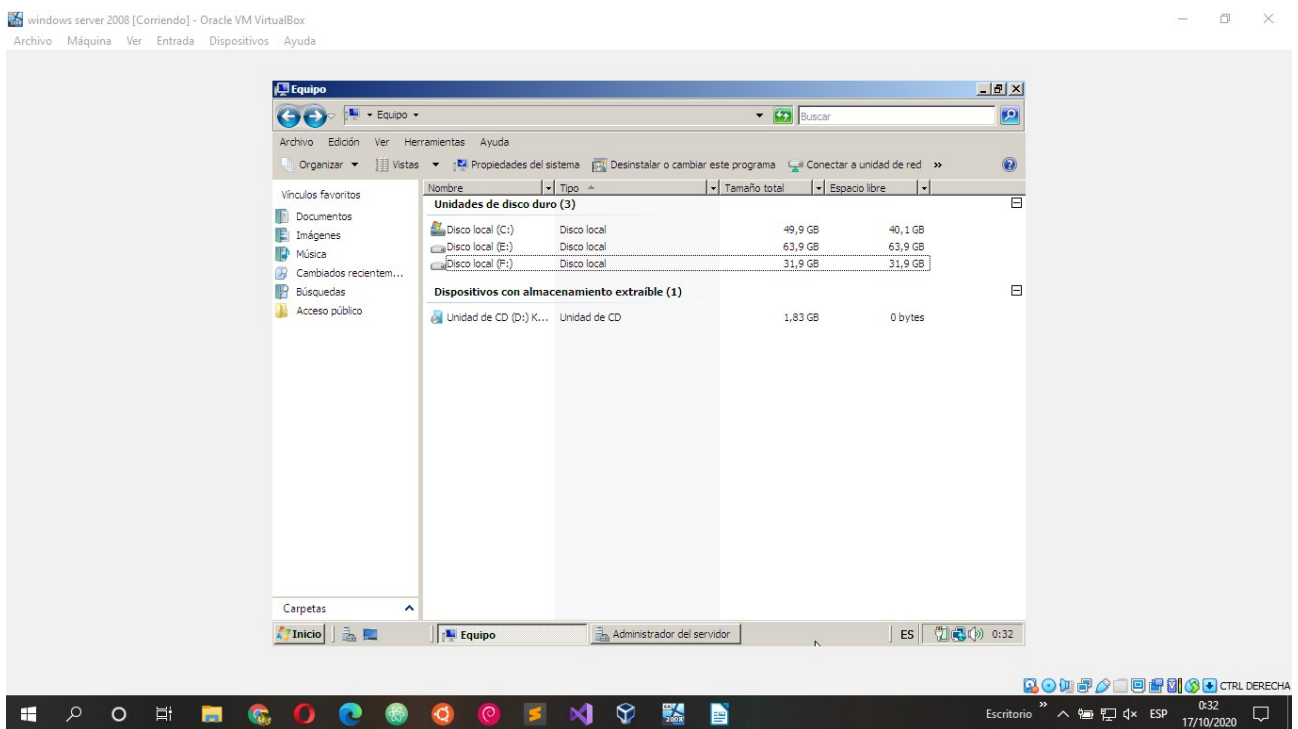 windows server 2008 [Corriendo] - Oracle VM VirtualBox
Archivo Máquina Ver Entrada Dispositivos Ayuda
Equipo
Equipo
Buscar
Archivo Edición Ver Herramientas Ayuda
Organizar Vistas Propiedades del sistema Desinstalar o cambiar este programa Conectar a unidad de red »
Vínculos favoritos
Documentos
Imágenes
Música
Cambiados recientem...
Búsquedas
Acceso público
Nombre Tipo Tamaño total Espacio libre
Unidades de disco duro (3)
Disco local (C:) Disco local 49,9 GB 40,1 GB
Disco local (E:) Disco local 63,9 GB 63,9 GB
Disco local (F:) Disco local 31,9 GB 31,9 GB
Dispositivos con almacenamiento extraíble (1)
Unidad de CD (D:) K... Unidad de CD 1,83 GB 0 bytes
Carpetas
Inicio Equipo Administrador del servidor ES 0:32
CTRL DERECHA
Escritorio » ESP 0:32
17/10/2020